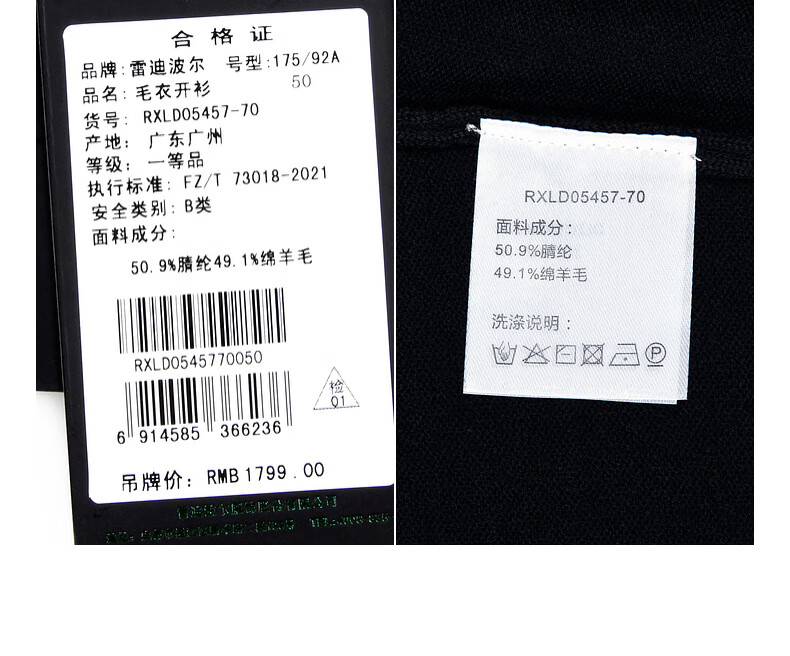 合格证
品牌:雷迪波尔 号型:175/92A
品名:毛衣开衫 50
货号: RXLD05457-70
产地: 广东广州
等级: 一等品
执行标准: FZ/T 73018-2021
安全类别: B类
面料成分:
50.9%腈纶49.1%绵羊毛
RXLD0545770050
检
01
6 914585 366236
吊牌价: RMB1799.00
RXLD05457-70
面料成分:
50.9%腈纶
49.1%绵羊毛
洗涤说明:
P